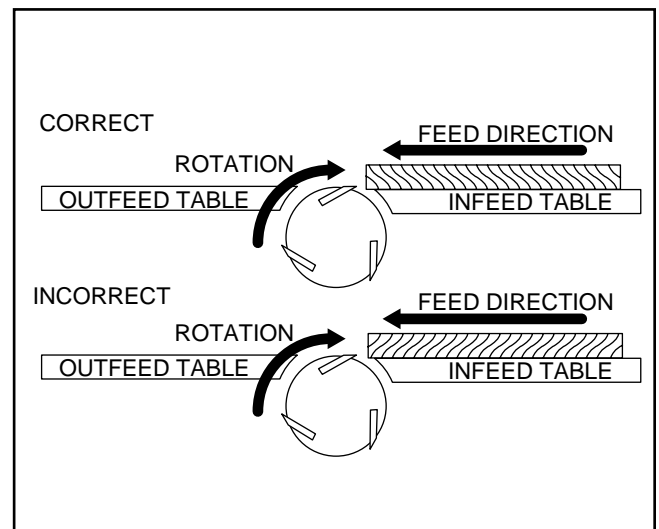 CORRECT
FEED DIRECTION
ROTATION
OUTFEED TABLE
INFEED TABLE
INCORRECT
FEED DIRECTION
ROTATION
OUTFEED TABLE
INFEED TABLE